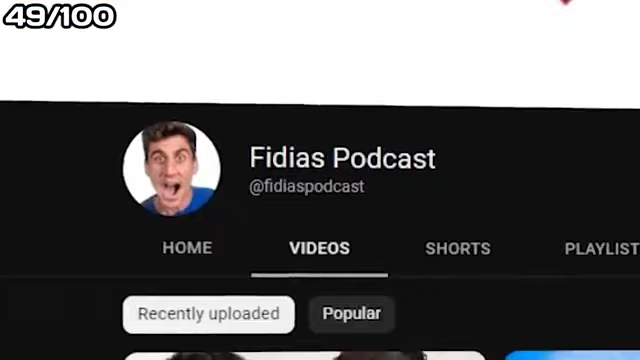 49/100
Fidias Podcast
@fidiaspodcast
HOME VIDEOS SHORTS PLAYLIST
Recently uploaded Popular